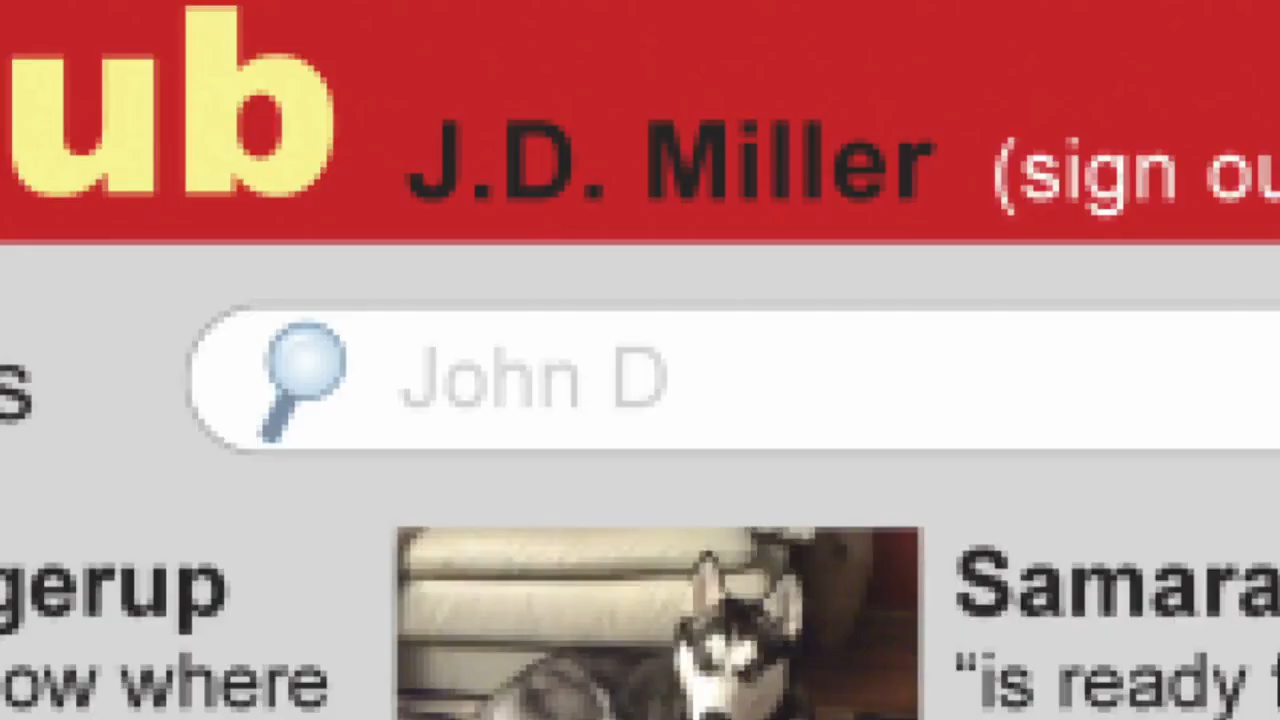 ub J.D. Miller (sign ou
s John D
gerup Samara
ow where "is ready